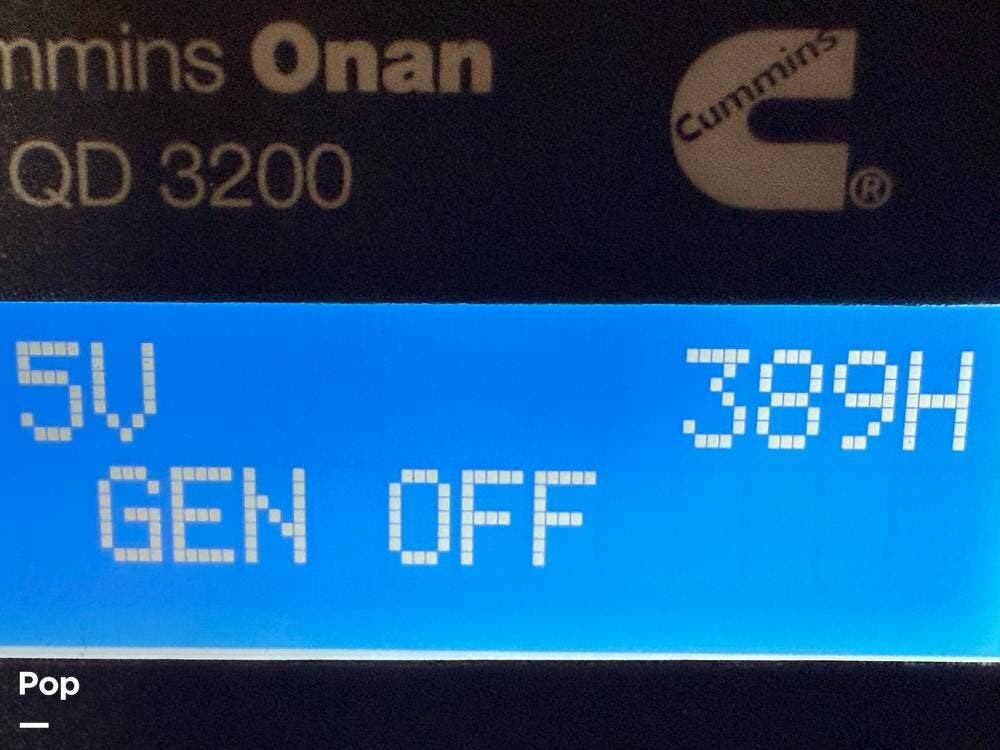 mmins Onan
QD 3200
Cummins
®
5V 389H
GEN OFF
Pop